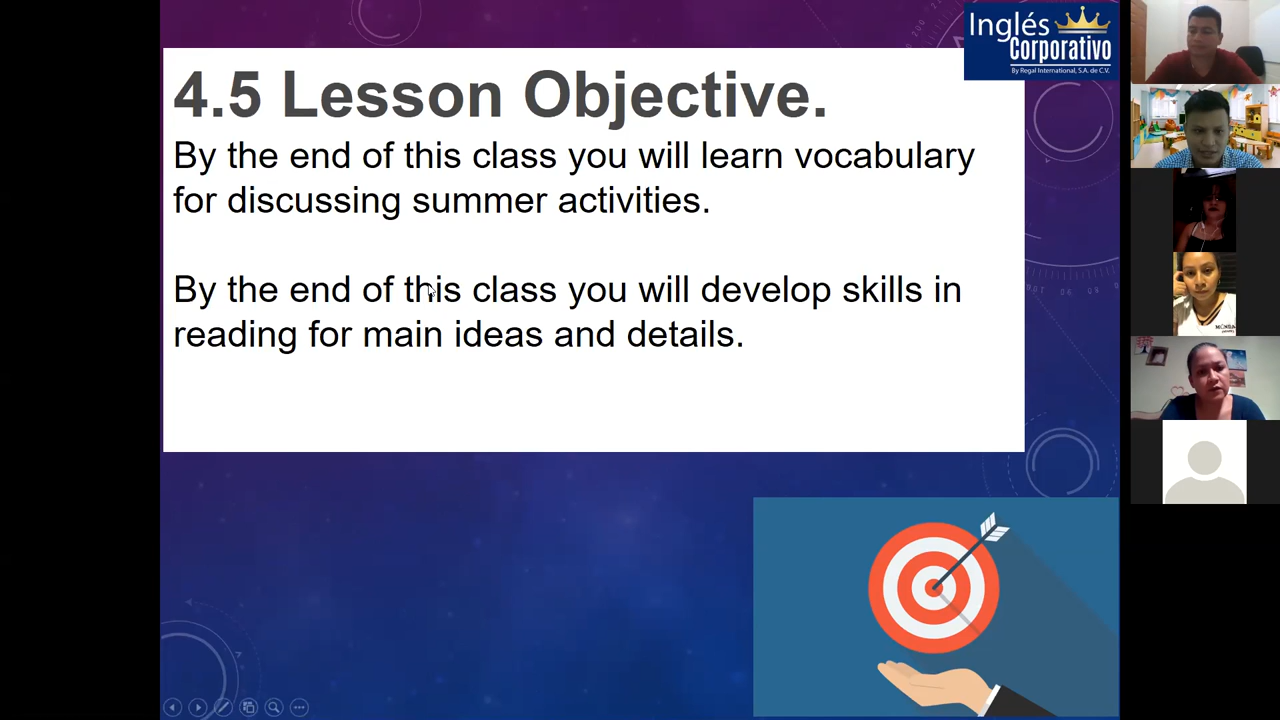 Inglés
Corporativo
By Regal International, S.A. de C.V.
4.5 Lesson Objective.
By the end of this class you will learn vocabulary
for discussing summer activities.
By the end of this class you will develop skills in
reading for main ideas and details.